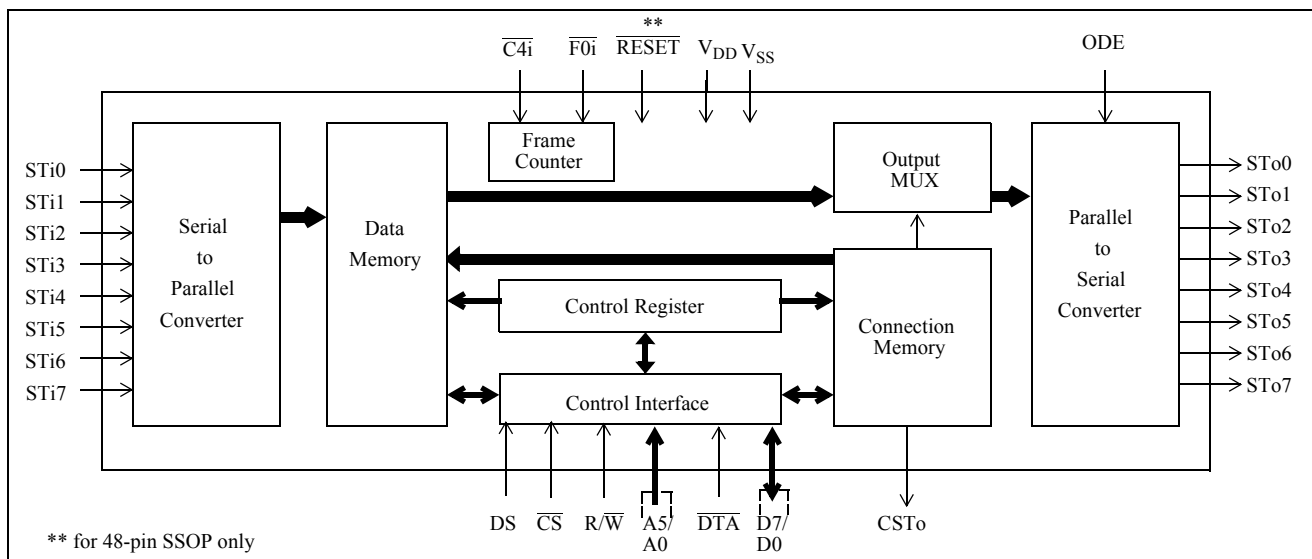 **
C4i F0i RESET VDD VSS ODE
Frame
Counter
Output
MUX
STi0
STi1
STi2
STi3
STi4
STi5
STi6
STi7
Serial
to
Parallel
Converter
Data
Memory
Control Register
Control Interface
Connection
Memory
Parallel
to
Serial
Converter
STo0
STo1
STo2
STo3
STo4
STo5
STo6
STo7
DS CS R/W A5/ DTA D7/ CSTo
A0 D0
** for 48-pin SSOP only